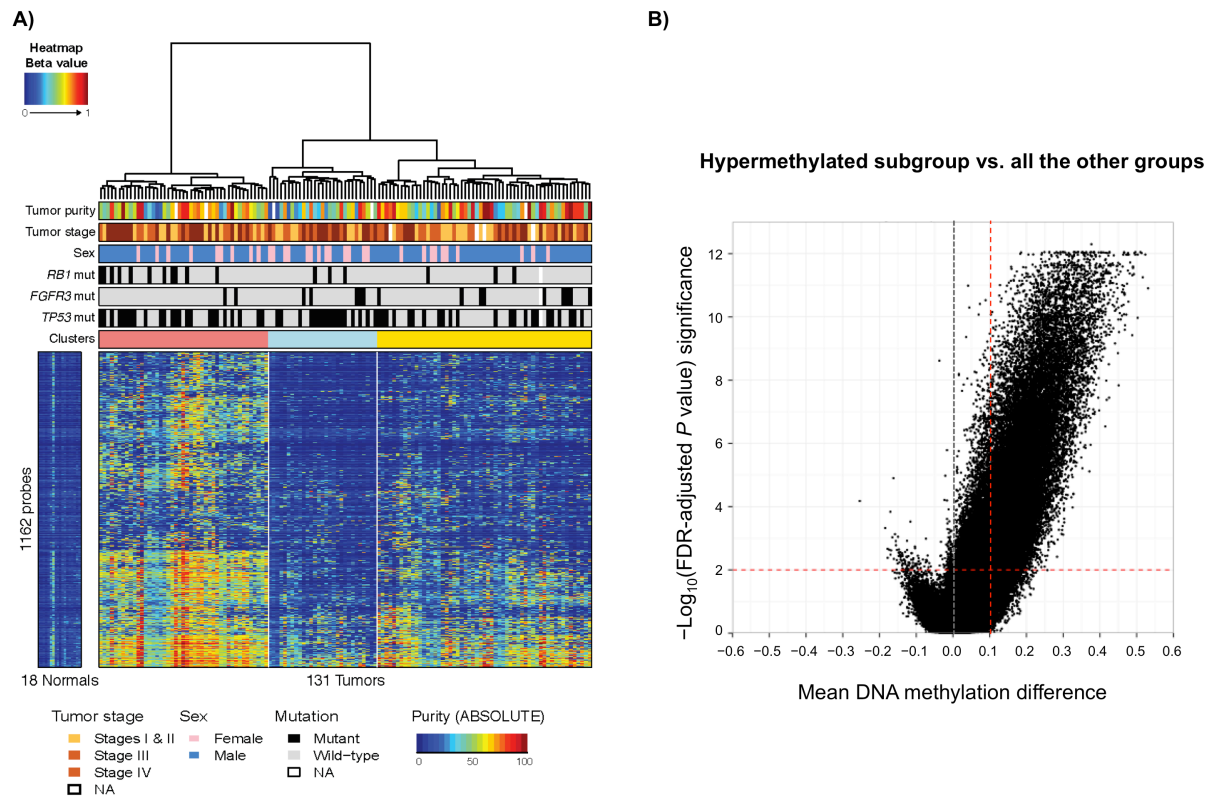 A)
Heatmap
Beta value
0 1
Tumor purity
Tumor stage
Sex
RB1 mut
FGFR3 mut
TP53 mut
Clusters
1162 probes
18 Normals
131 Tumors
Tumor stage
Stages I & II
Stage III
Stage IV
NA
Sex
Female
Male
Mutation
Mutant
Wild-type
NA
Purity (ABSOLUTE)
0 50 100
B)
Hypermethylated subgroup vs. all the other groups
−Log10(FDR-adjusted P value) significance
12
10
8
6
4
2
0
−0.6 −0.5 −0.4 −0.3 −0.2 −0.1 0.0 0.1 0.2 0.3 0.4 0.5 0.6
Mean DNA methylation difference